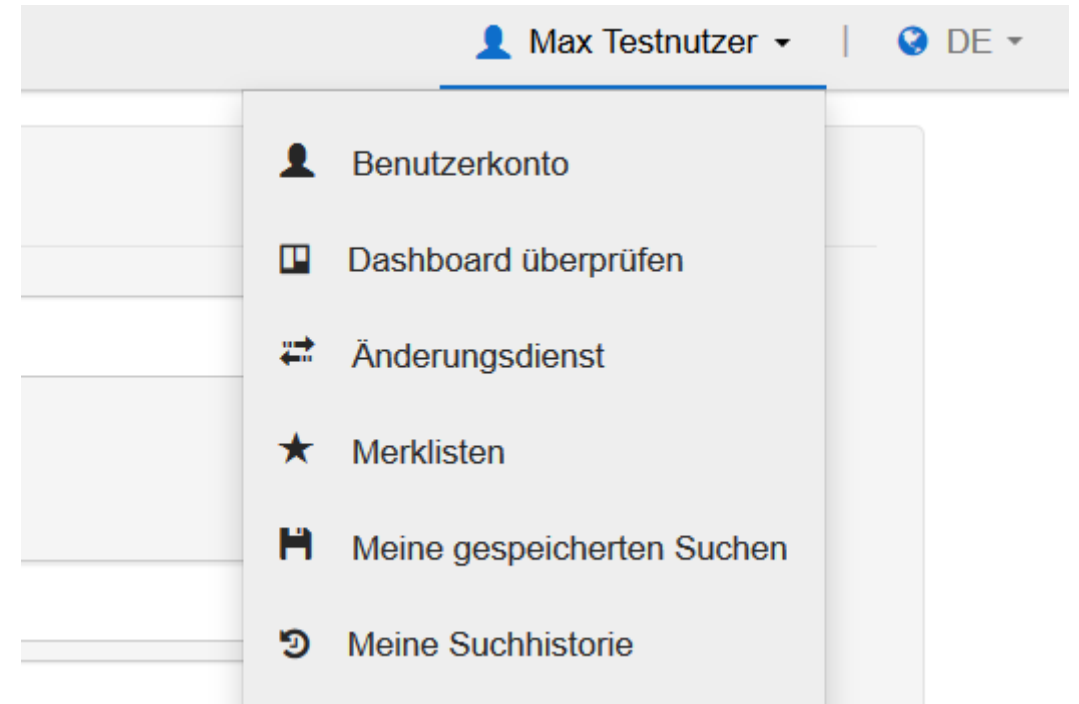 Max Testnutzer | DE
Benutzerkonto
Dashboard überprüfen
Änderungsdienst
Merklisten
Meine gespeicherten Suchen
Meine Suchhistorie